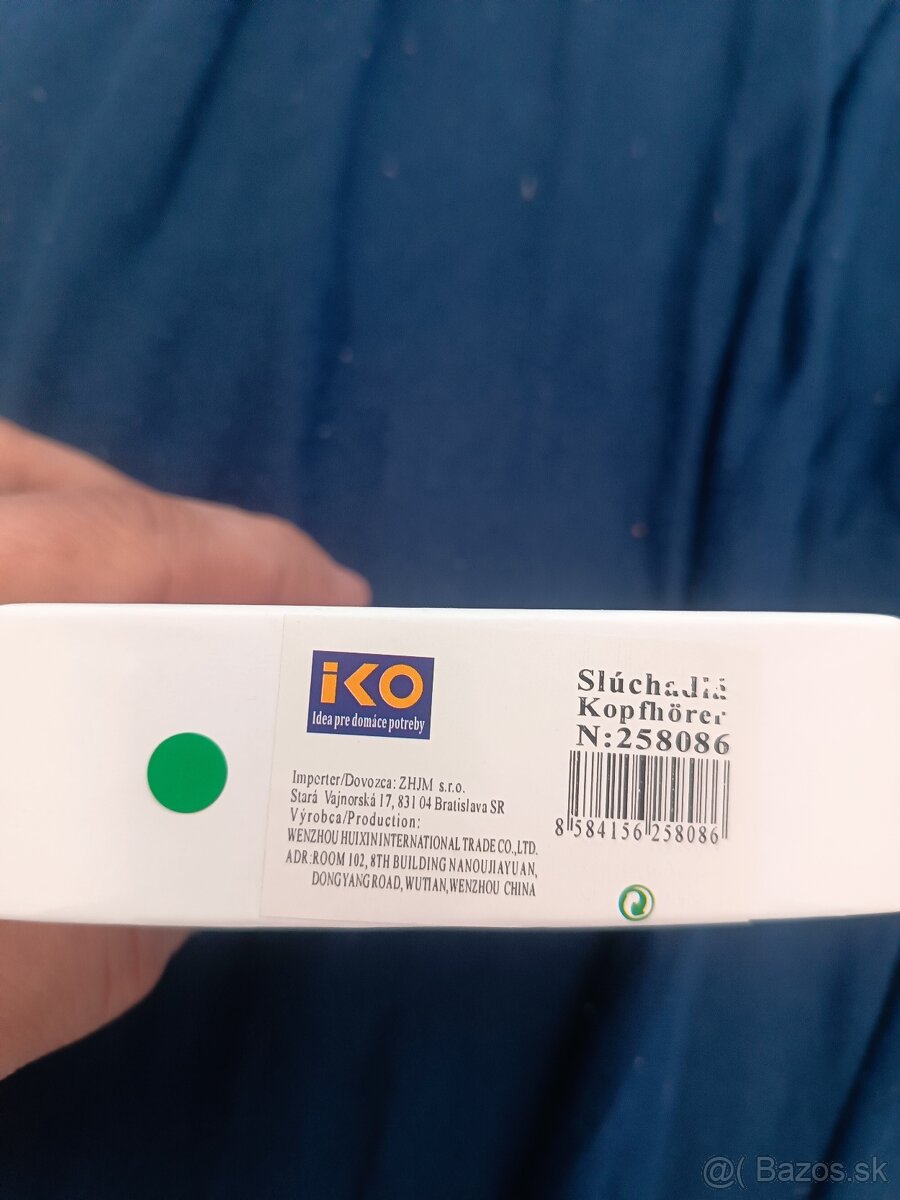 iKO
Idea pre domáce potreby
Importer/Dovozca: ZHJM s.r.o.
Stará Vajnorská 17, 831 04 Bratislava SR
Výrobca/Production:
WENZHOU HUIXIN INTERNATIONAL TRADE CO.,LTD.
ADR:ROOM 102, 8TH BUILDING NANOUJIAYUAN,
DONGYANG ROAD, WUTIAN, WENZHOU CHINA
Slúchadlá
Kopfhörer
N:258086
8 584156 258086
@( Bazos.sk